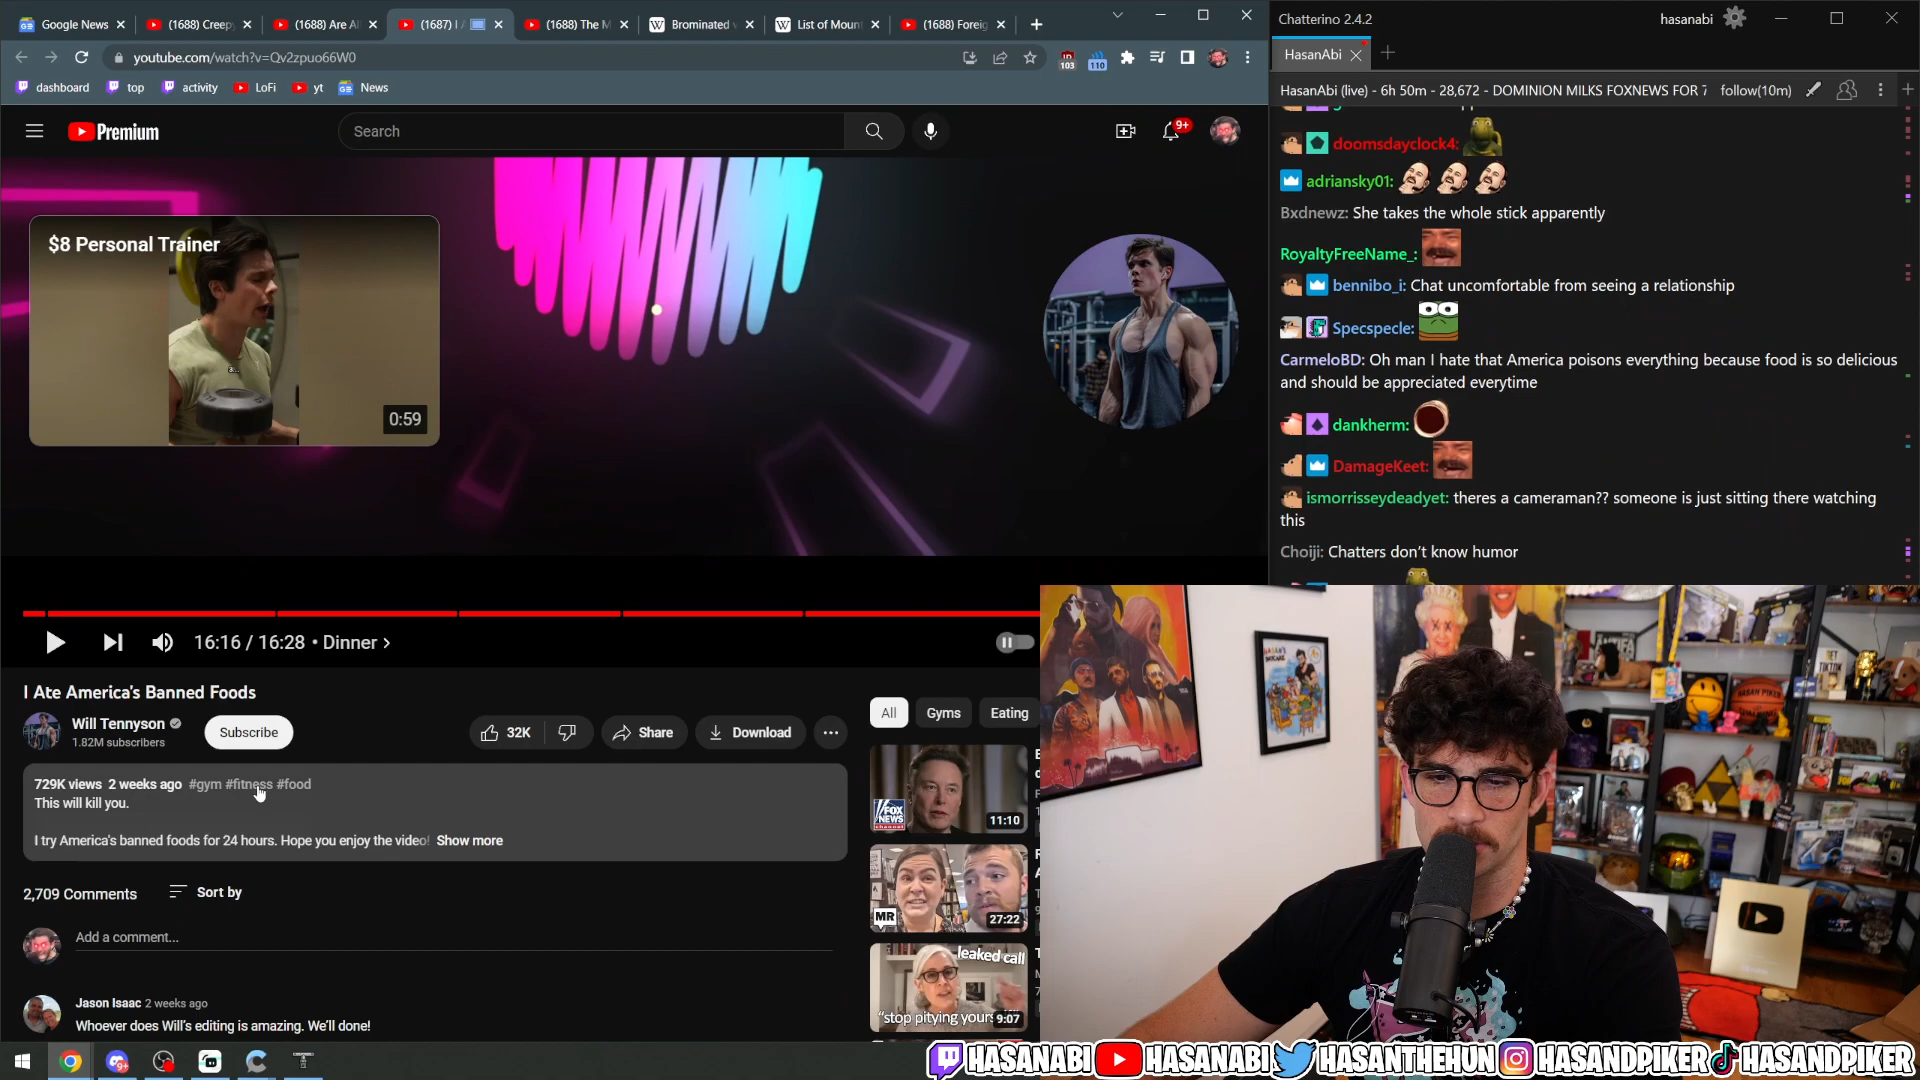 Google News
(1688) Creep
(1688) Are Al
(1687) I A
(1688) The M
Brominated v
List of Moun
(1688) Foreig
youtube.com/watch?v=Qv2zpuo66W0
103
110
dashboard
top
activity
LoFi
yt
News
Premium
Search
9+
$8 Personal Trainer
a...
0:59
16:16 / 16:28 • Dinner >
I Ate America's Banned Foods
Will Tennyson
1.82M subscribers
Subscribe
32K
Share
Download
729K views 2 weeks ago #gym #fitness #food
This will kill you.
I try America's banned foods for 24 hours. Hope you enjoy the video! Show more
2,709 Comments
Sort by
Add a comment...
Jason Isaac 2 weeks ago
Whoever does Will's editing is amazing. We'll done!
All
Gyms
Eating
FOX
NEWS
channel
11:10
MR
27:22
leaked call
"stop pitying yours
9:07
Chatterino 2.4.2
hasanabi
HasanAbi
HasanAbi (live) - 6h 50m - 28,672 - DOMINION MILKS FOXNEWS FOR 7
follow(10m)
doomsdayclock4:
adriansky01:
Bxdnewz: She takes the whole stick apparently
RoyaltyFreeName_:
bennibo_i: Chat uncomfortable from seeing a relationship
Specspecle:
CarmeloBD: Oh man I hate that America poisons everything because food is so delicious
and should be appreciated everytime
dankherm:
DamageKeet:
ismorrisseydeadyet: theres a cameraman?? someone is just sitting there watching
this
Choiji: Chatters don't know humor
HASANABI
HASANABI
HASANTHEHUN
HASANDPIKER
HASANDPIKER